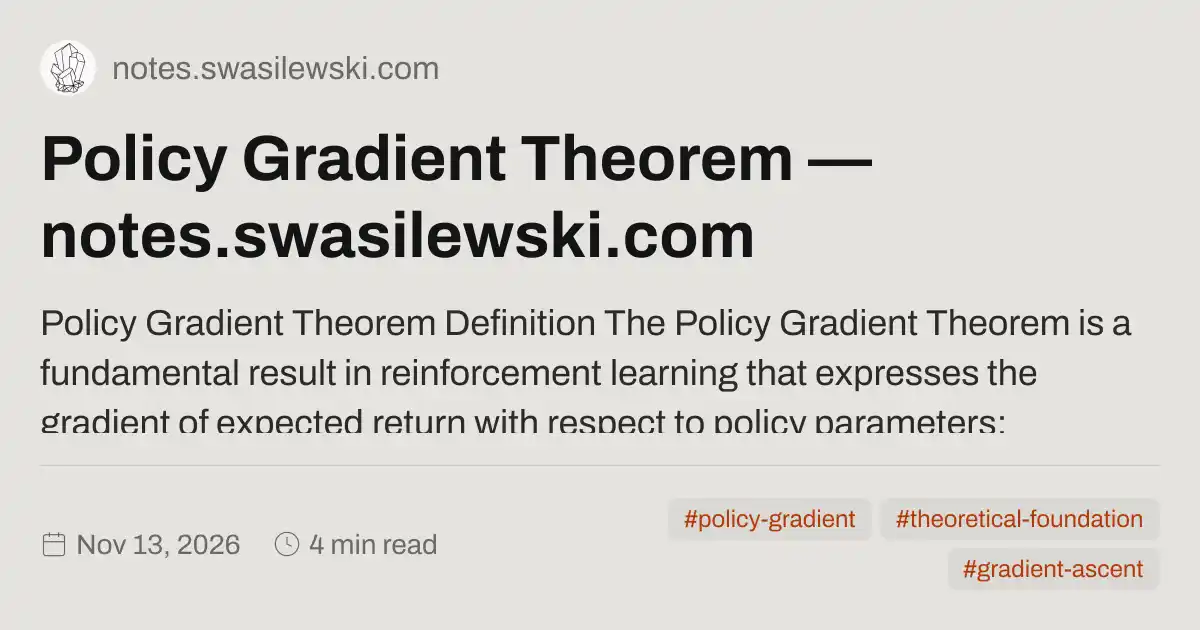 notes.swasilewski.com
Policy Gradient Theorem —
notes.swasilewski.com
Policy Gradient Theorem Definition The Policy Gradient Theorem is a
fundamental result in reinforcement learning that expresses the
gradient of expected return with respect to policy parameters:
Nov 13, 2026
4 min read
#policy-gradient
#theoretical-foundation
#gradient-ascent